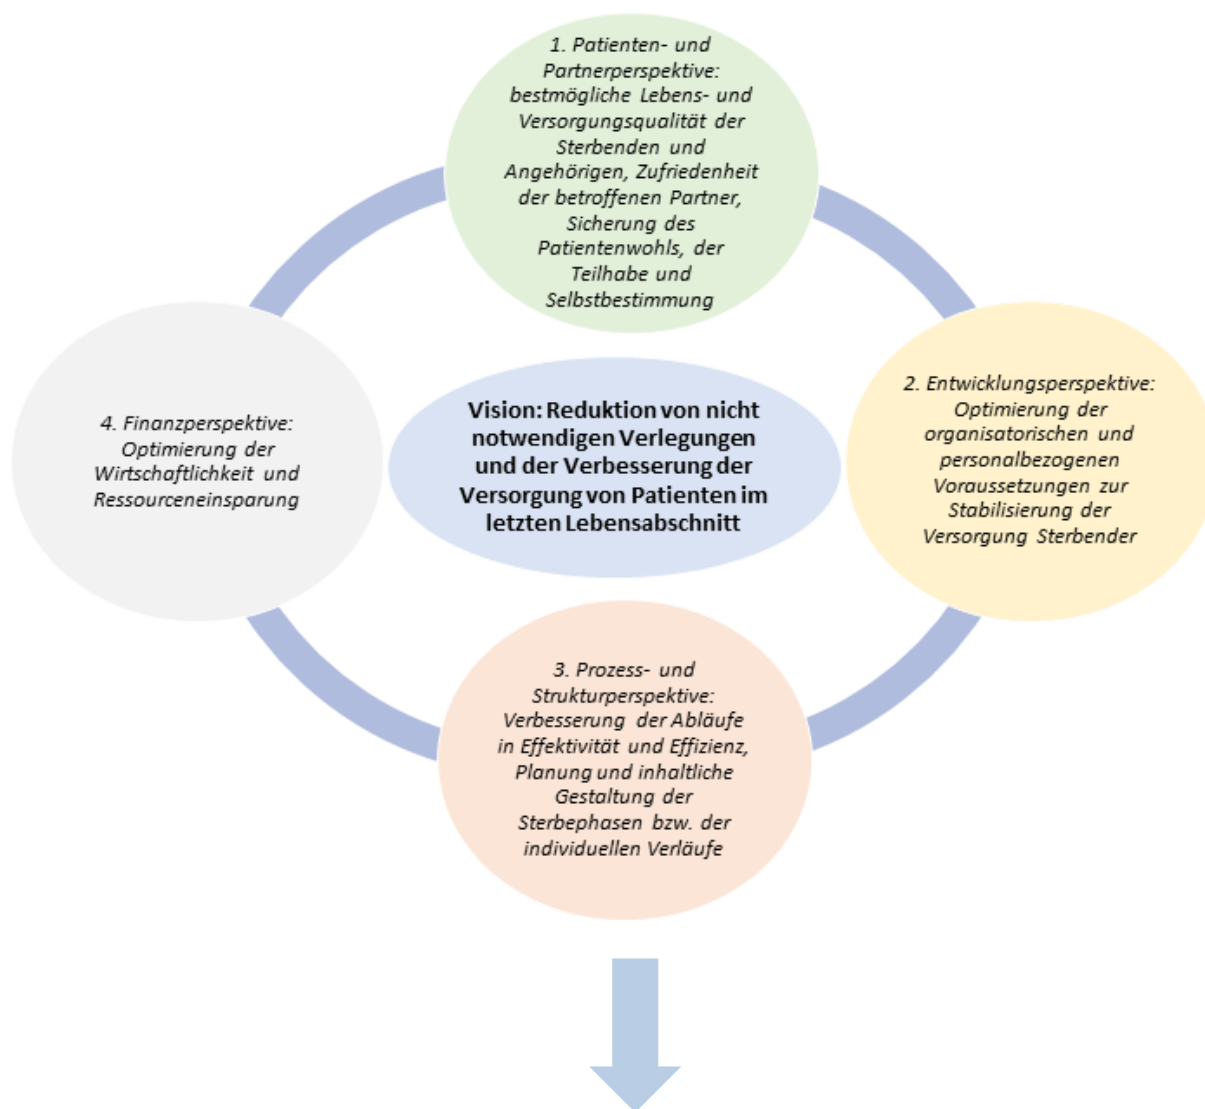 1. Patienten- und
Partnerperspektive:
bestmögliche Lebens- und
Versorgungsqualität der
Sterbenden und
Angehörigen, Zufriedenheit
der betroffenen Partner,
Sicherung des
Patientenwohls, der
Teilhabe und
Selbstbestimmung
2. Entwicklungsperspektive:
Optimierung der
organisatorischen und
personalbezogenen
Voraussetzungen zur
Stabilisierung der
Versorgung Sterbender
Vision: Reduktion von nicht
notwendigen Verlegungen
und der Verbesserung der
Versorgung von Patienten im
letzten Lebensabschnitt
4. Finanzperspektive:
Optimierung der
Wirtschaftlichkeit und
Ressourceneinsparung
3. Prozess- und
Strukturperspektive:
Verbesserung der Abläufe
in Effektivität und Effizienz,
Planung und inhaltliche
Gestaltung der
Sterbephasen bzw. der
individuellen Verläufe